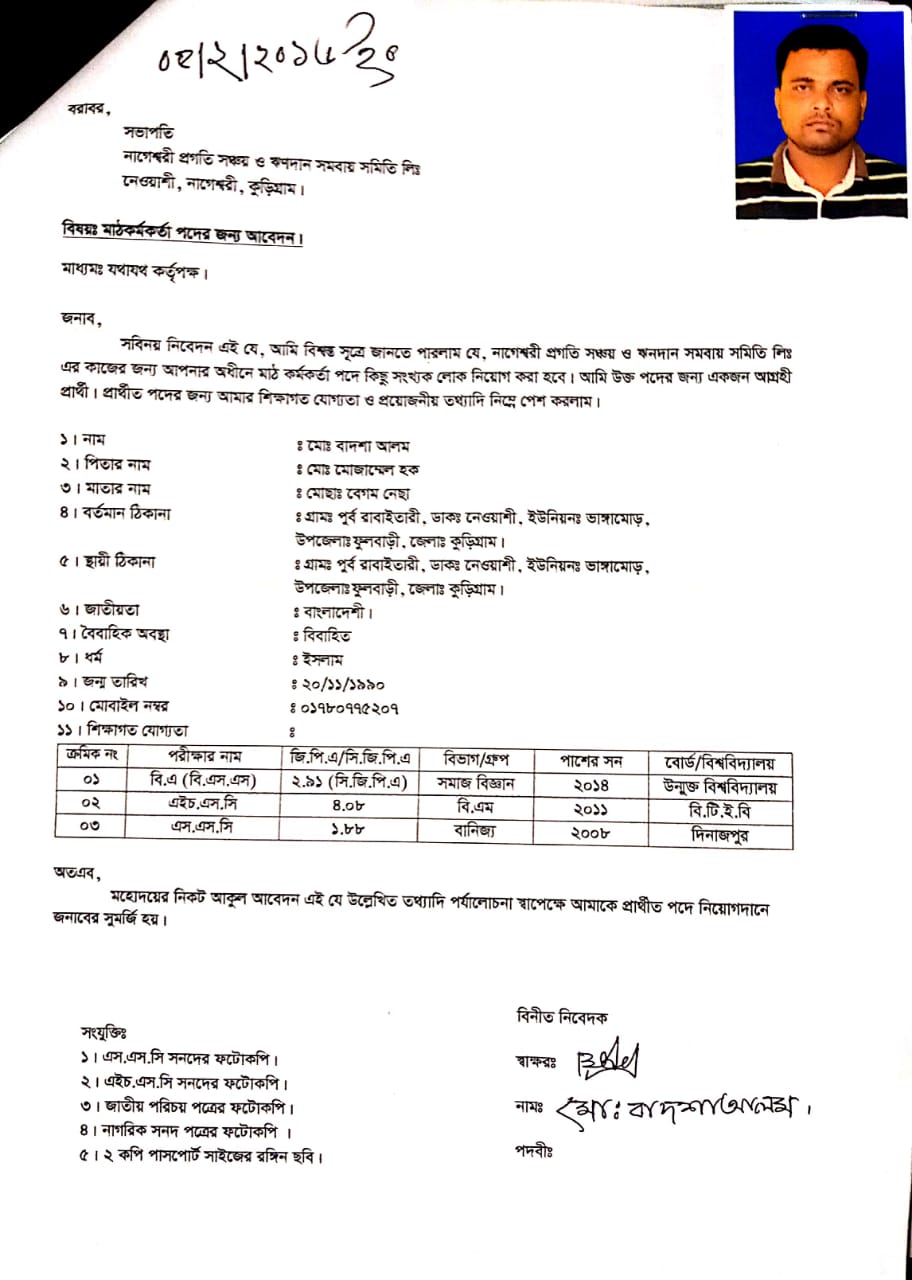 ০২/২/২০১৫ ইং
বরাবর,
সভাপতি
নাগেশ্বরী প্রগতি সঞ্চয় ও ঋণদান সমবায় সমিতি লিঃ
নেওয়াশী, নাগেশ্বরী, কুড়িগ্রাম।
বিষয়ঃ মাঠকর্মকর্তা পদের জন্য আবেদন।
মাধ্যমঃ যথাযথ কর্তৃপক্ষ।
জনাব,
সবিনয় নিবেদন এই যে, আমি বিশ্বস্ত সূত্রে জানতে পারলাম যে, নাগেশ্বরী প্রগতি সঞ্চয় ও ঋনদান সমবায় সমিতি লিঃ
এর কাজের জন্য আপনার অধীনে মাঠ কর্মকর্তা পদে কিছু সংখ্যক লোক নিয়োগ করা হবে। আমি উক্ত পদের জন্য একজন আগ্রহী
প্রার্থী। প্রার্থীত পদের জন্য আমার শিক্ষাগত যোগ্যতা ও প্রয়োজনীয় তথ্যাদি নিম্নে পেশ করলাম।
১। নাম ঃ মোঃ বাদশা আলম
২। পিতার নাম ঃ মোঃ মোজাম্মেল হক
৩। মাতার নাম ঃ মোছাঃ বেগম নেছা
৪। বর্তমান ঠিকানা ঃ গ্রামঃ পূর্ব রাবাইতারী, ডাকঃ নেওয়াশী, ইউনিয়নঃ ভাঙ্গামোড়,
উপজেলাঃ ফুলবাড়ী, জেলাঃ কুড়িগ্রাম।
৫। স্থায়ী ঠিকানা ঃ গ্রামঃ পূর্ব রাবাইতারী, ডাকঃ নেওয়াশী, ইউনিয়নঃ ভাঙ্গামোড়,
উপজেলাঃ ফুলবাড়ী, জেলাঃ কুড়িগ্রাম।
৬। জাতীয়তা ঃ বাংলাদেশী।
৭। বৈবাহিক অবস্থা ঃ বিবাহিত
৮। ধর্ম ঃ ইসলাম
৯। জন্ম তারিখ ঃ ২০/১১/১৯৯০
১০। মোবাইল নম্বর ঃ ০১৭৮০৭৭৫২০৭
১১। শিক্ষাগত যোগ্যতা ঃ
ক্রমিক নং পরীক্ষার নাম জি.পি.এ/সি.জি.পি.এ বিভাগ/গ্রুপ পাশের সন বোর্ড/বিশ্ববিদ্যালয়
০১ বি.এ (বি.এস.এস) ২.৯১ (সি.জি.পি.এ) সমাজ বিজ্ঞান ২০১৪ উন্মুক্ত বিশ্ববিদ্যালয়
০২ এইচ.এস.সি ৪.০৮ বি.এম ২০১১ বি.টি.ই.বি
০৩ এস.এস.সি ১.৮৮ বানিজ্য ২০০৮ দিনাজপুর
অতএব,
মহোদয়ের নিকট আকুল আবেদন এই যে উল্লেখিত তথ্যাদি পর্যালোচনা স্বাপেক্ষে আমাকে প্রার্থীত পদে নিয়োগদানে
জনাবের সুমর্জি হয়।
বিনীত নিবেদক
সংযুক্তিঃ
১। এস.এস.সি সনদের ফটোকপি।
২। এইচ.এস.সি সনদের ফটোকপি।
৩। জাতীয় পরিচয় পত্রের ফটোকপি।
৪। নাগরিক সনদ পত্রের ফটোকপি ।
৫। ২ কপি পাসপোর্ট সাইজের রঙ্গিন ছবি।
স্বাক্ষরঃ
নামঃ মোঃ বাদশা আলম।
পদবীঃ